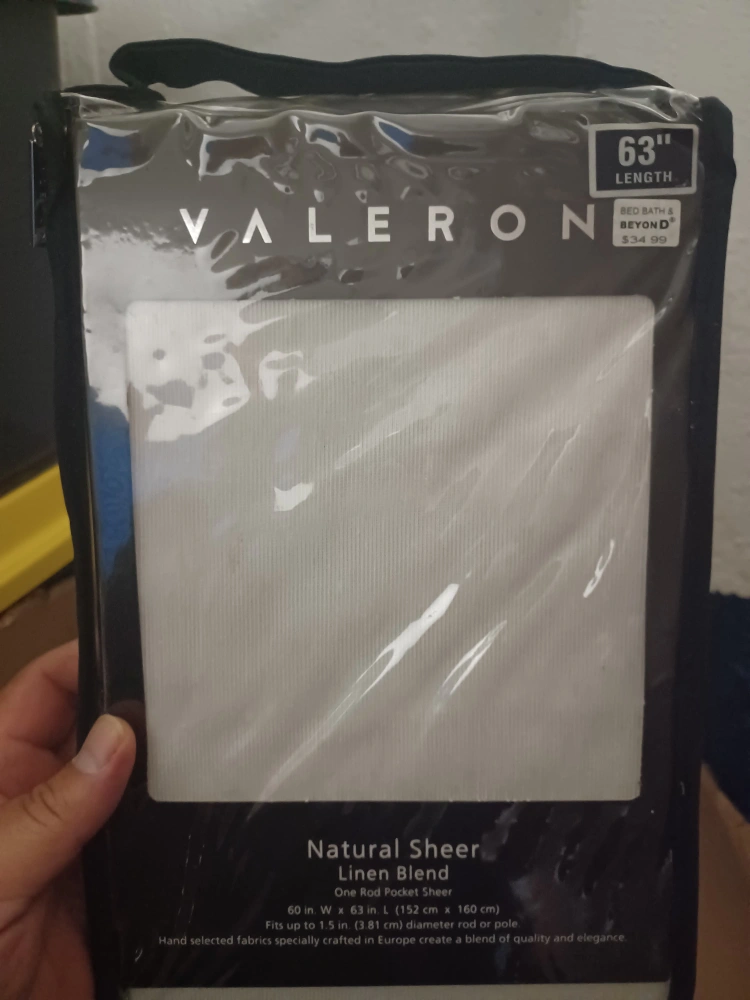 63"
LENGTH
VALERON
BED BATH &
BEYOND®
$34.99
Natural Sheer
Linen Blend
One Rod Pocket Sheer
60 in. W x 63 in. L (152 cm x 160 cm)
Fits up to 1.5 in. (3.81 cm) diameter rod or pole.
Hand selected fabrics specially crafted in Europe create a blend of quality and elegance.